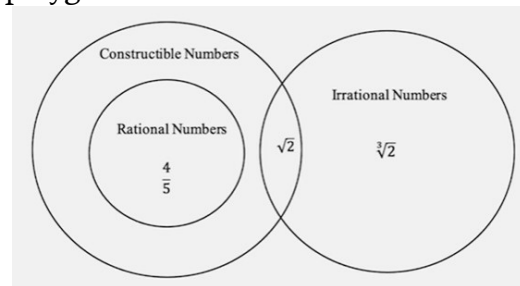 Constructible Numbers
Irrational Numbers
Rational Numbers
√2
∛2
4
5